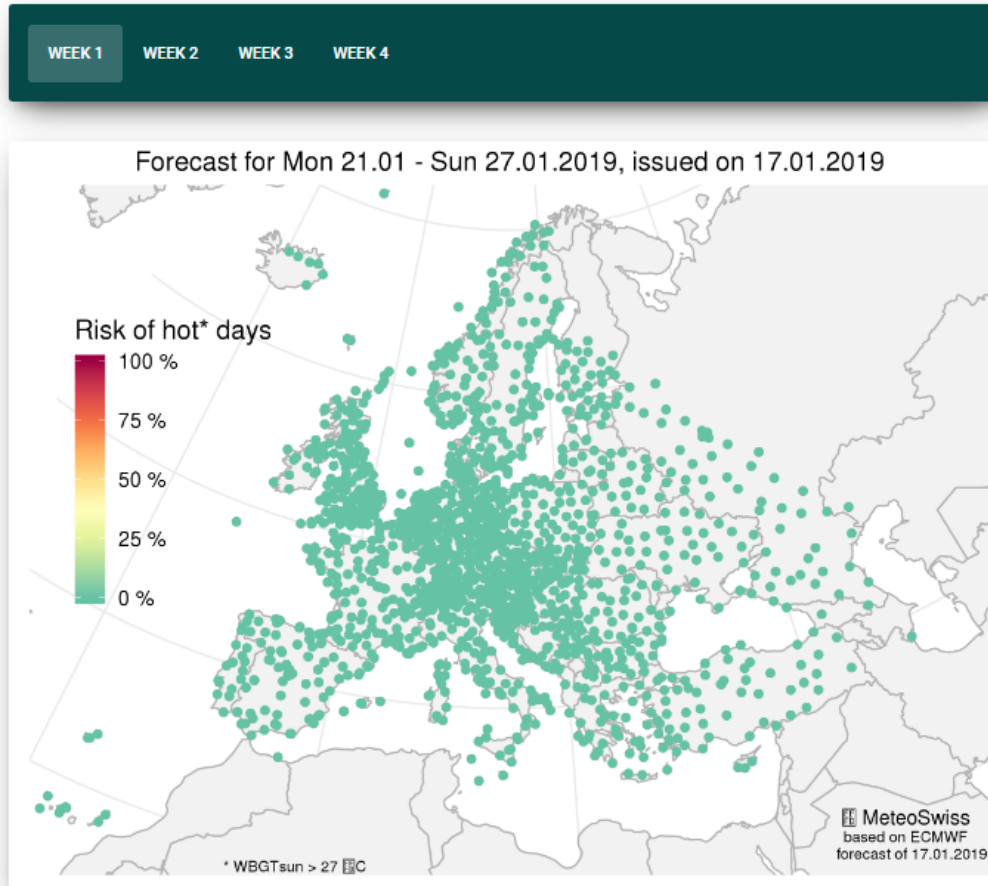 WEEK 1 WEEK 2 WEEK 3 WEEK 4
Forecast for Mon 21.01 - Sun 27.01.2019, issued on 17.01.2019
Risk of hot* days
100 %
75 %
50 %
25 %
0 %
MeteoSwiss
based on ECMWF
forecast of 17.01.2019
* WBGTsun > 27 C